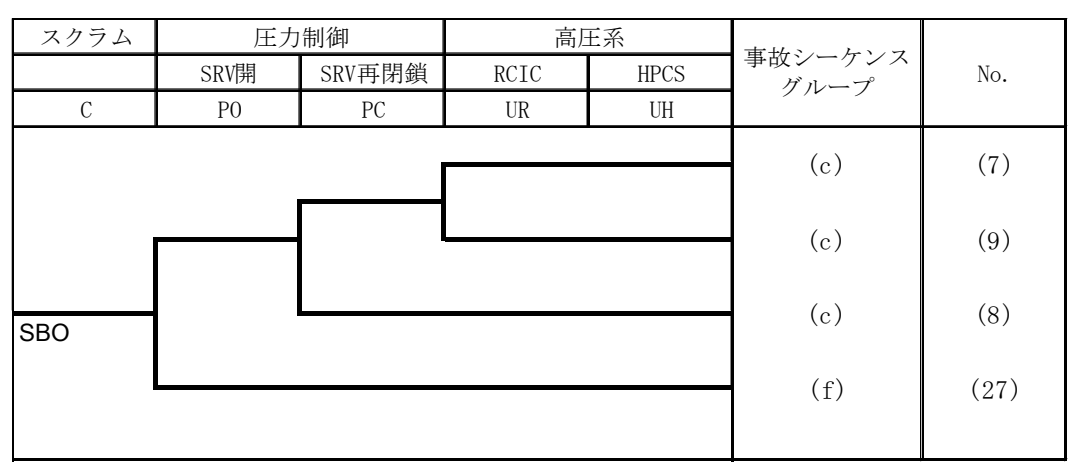 スクラム 圧力制御 高圧系 事故シーケンス
グループ No.
SRV開 SRV再閉鎖 RCIC HPCS
C PO PC UR UH
(c) (7)
(c) (9)
(c) (8)
SBO
(f) (27)